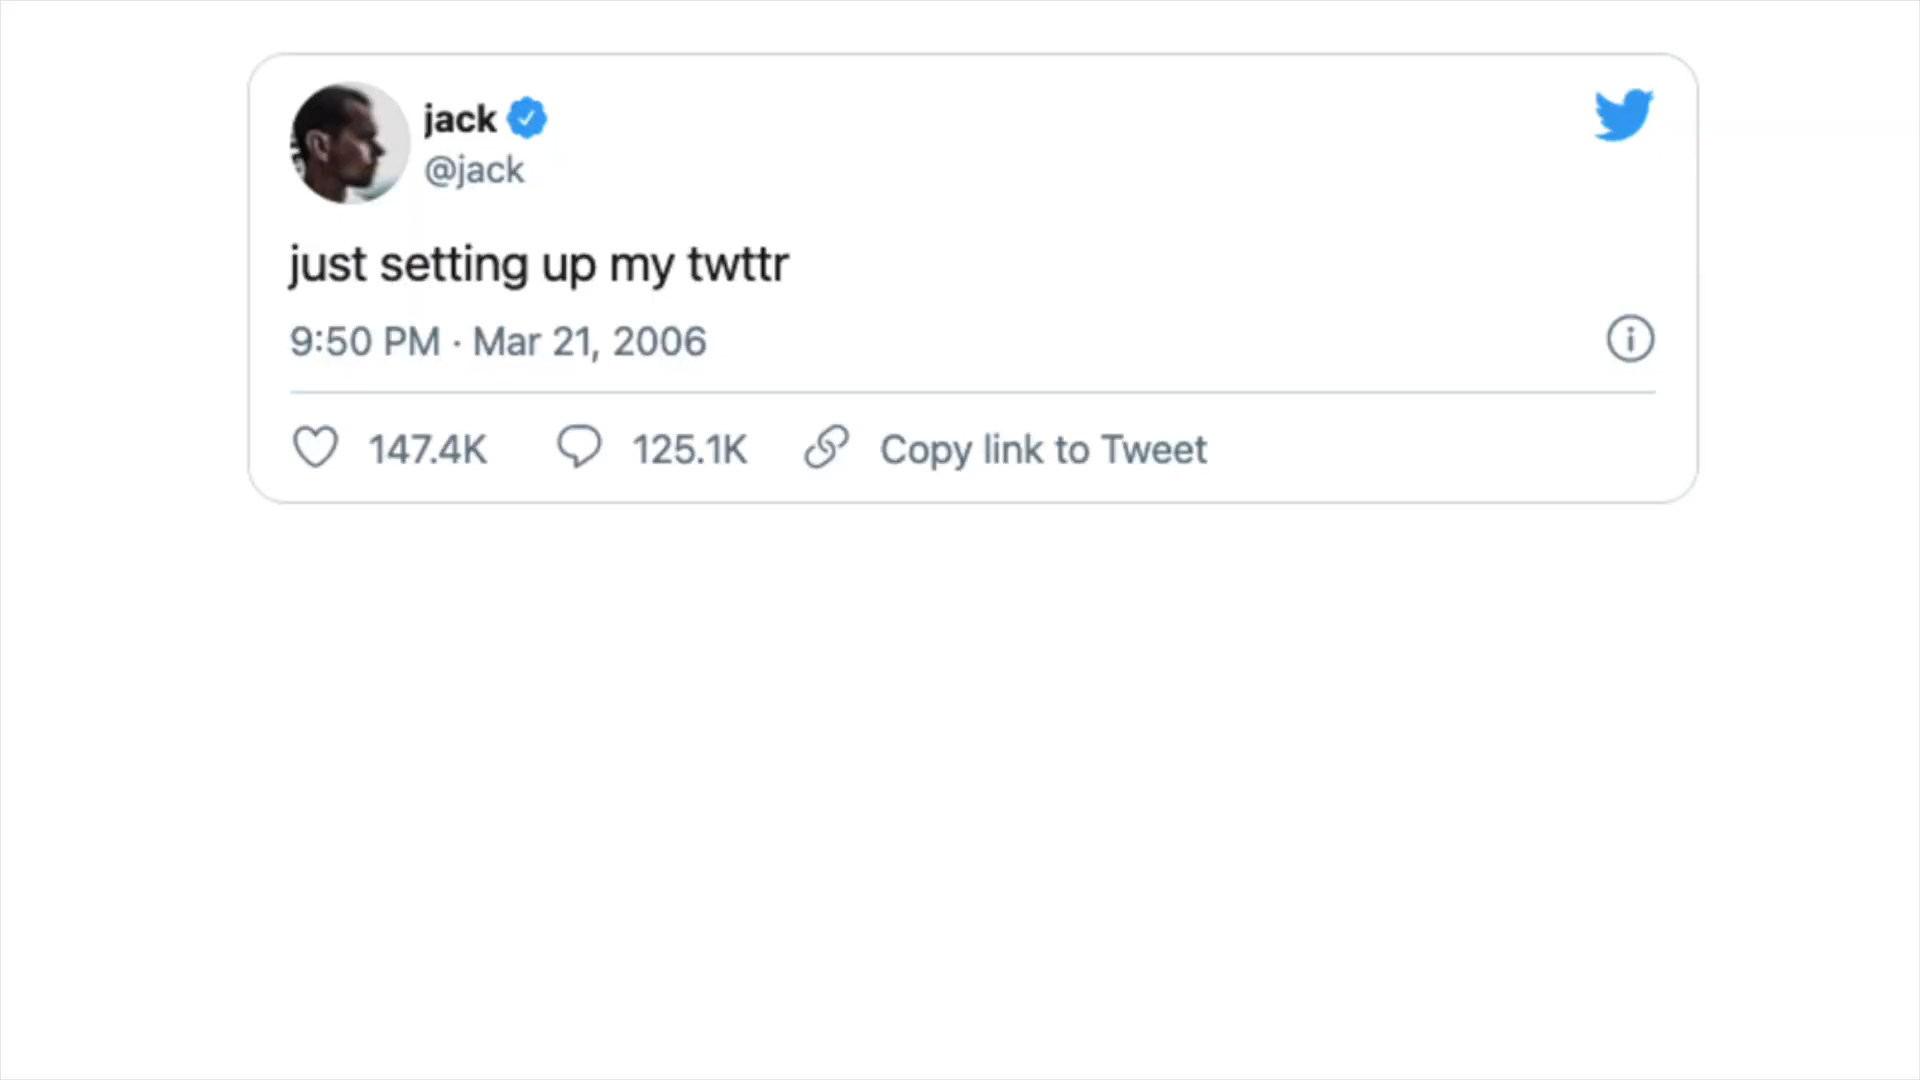 jack
@jack
just setting up my twttr
9:50 PM · Mar 21, 2006
147.4K 125.1K Copy link to Tweet